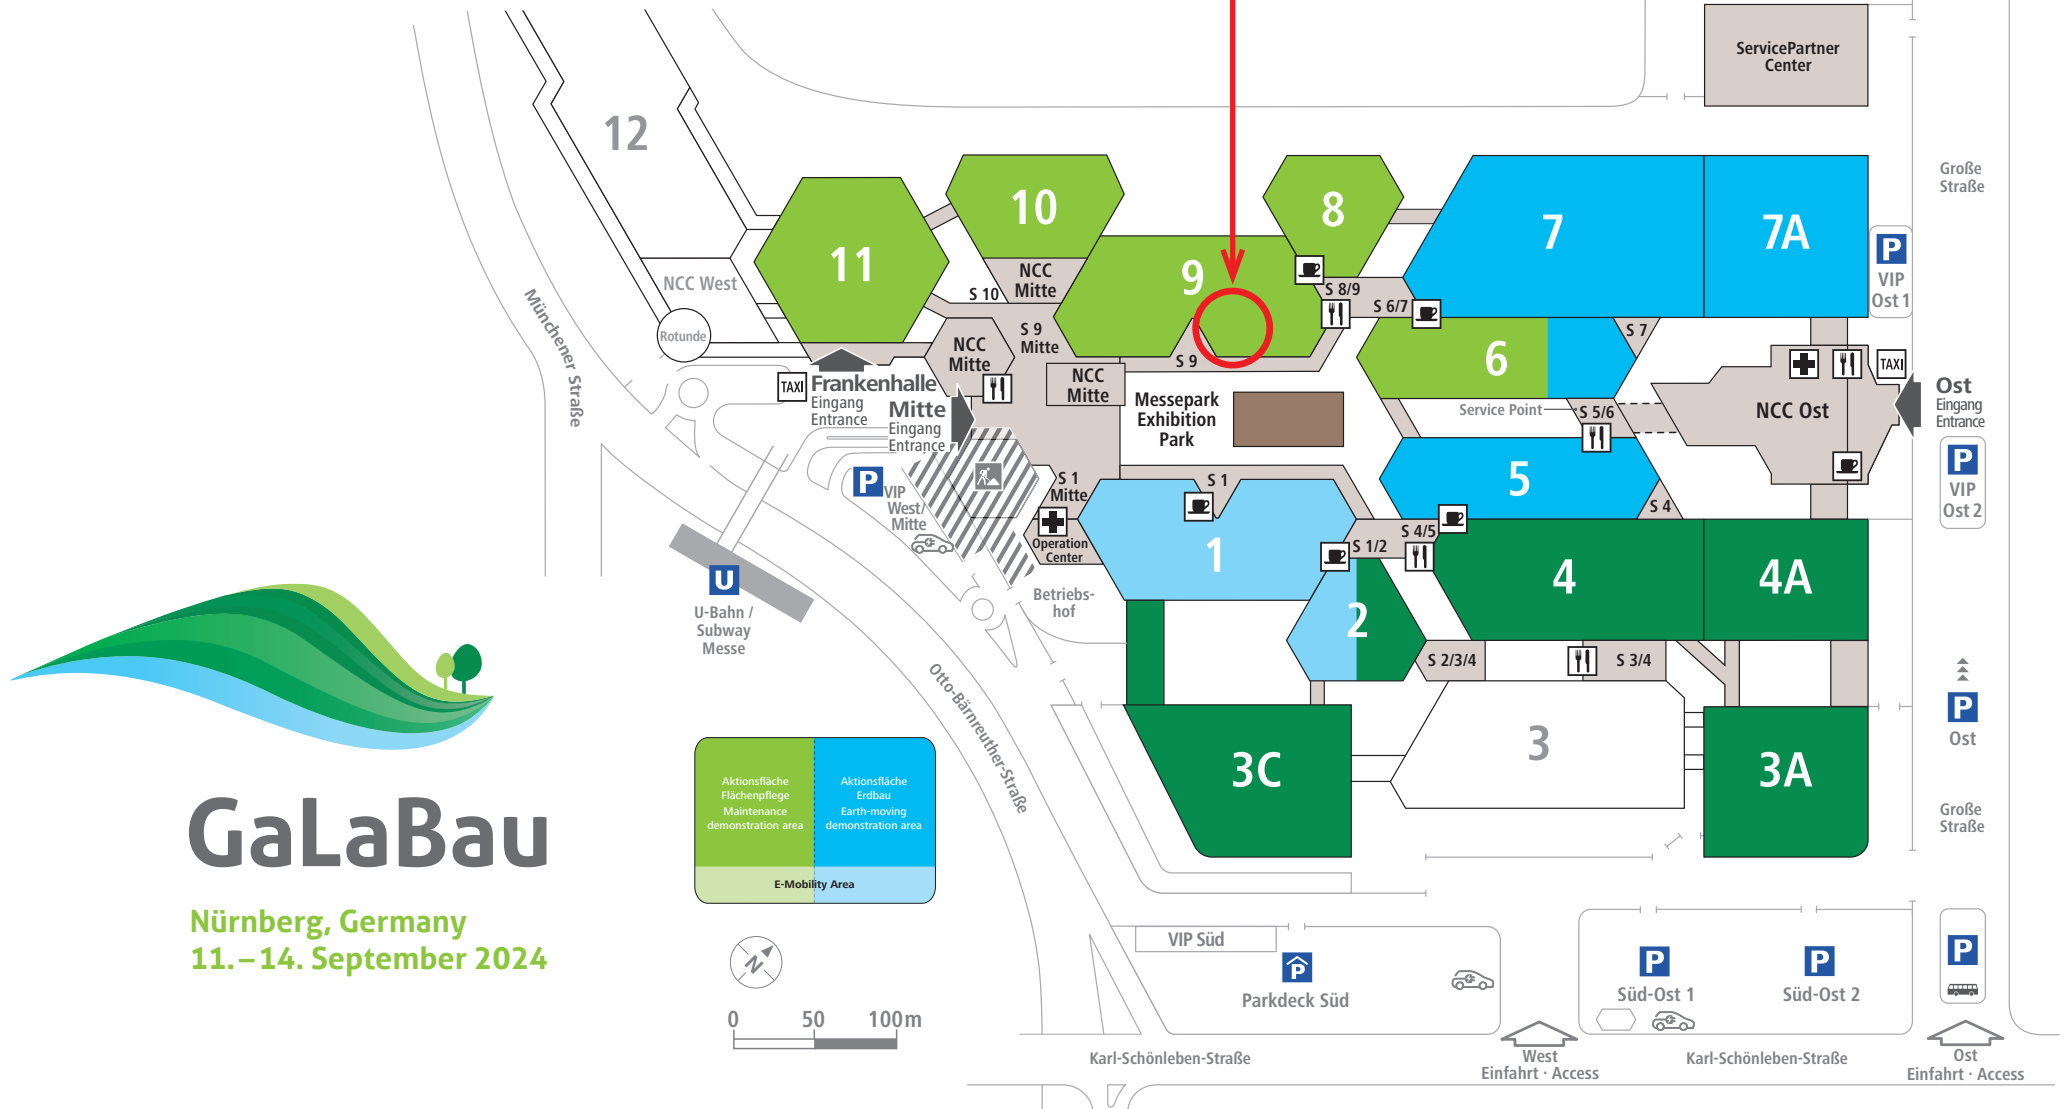 ServicePartner
Center
12
Große
Straße
10
8
7
7A
11
9
P
VIP
Ost 1
NCC West
NCC
Mitte
S 10
S 8/9
S 6/7
Münchener Straße
Rotunde
S 9
Mitte
NCC
Mitte
S 9
6
S 7
TAXI
Frankenhalle
Eingang
Entrance
Mitte
Eingang
Entrance
NCC
Mitte
Messepark
Exhibition
Park
Service Point
S 5/6
NCC Ost
TAXI
Ost
Eingang
Entrance
P
VIP
Ost 2
P
VIP
West/
Mitte
S 1
Mitte
S 1
5
S 4
Operation
Center
1
S 1/2
S 4/5
4
4A
U
U-Bahn /
Subway
Messe
Betriebs-
hof
2
S 2/3/4
S 3/4
Otto-Bärnreuther-Straße
P
Ost
3C
3
3A
Große
Straße
Aktionsfläche
Flächenpflege
Maintenance
demonstration area
Aktionsfläche
Erdbau
Earth-moving
demonstration area
E-Mobility Area
GaLaBau
Nürnberg, Germany
11.–14. September 2024
N
0 50 100m
VIP Süd
P
Parkdeck Süd
P
Süd-Ost 1
P
Süd-Ost 2
P
Karl-Schönleben-Straße
West
Einfahrt · Access
Karl-Schönleben-Straße
Ost
Einfahrt · Access